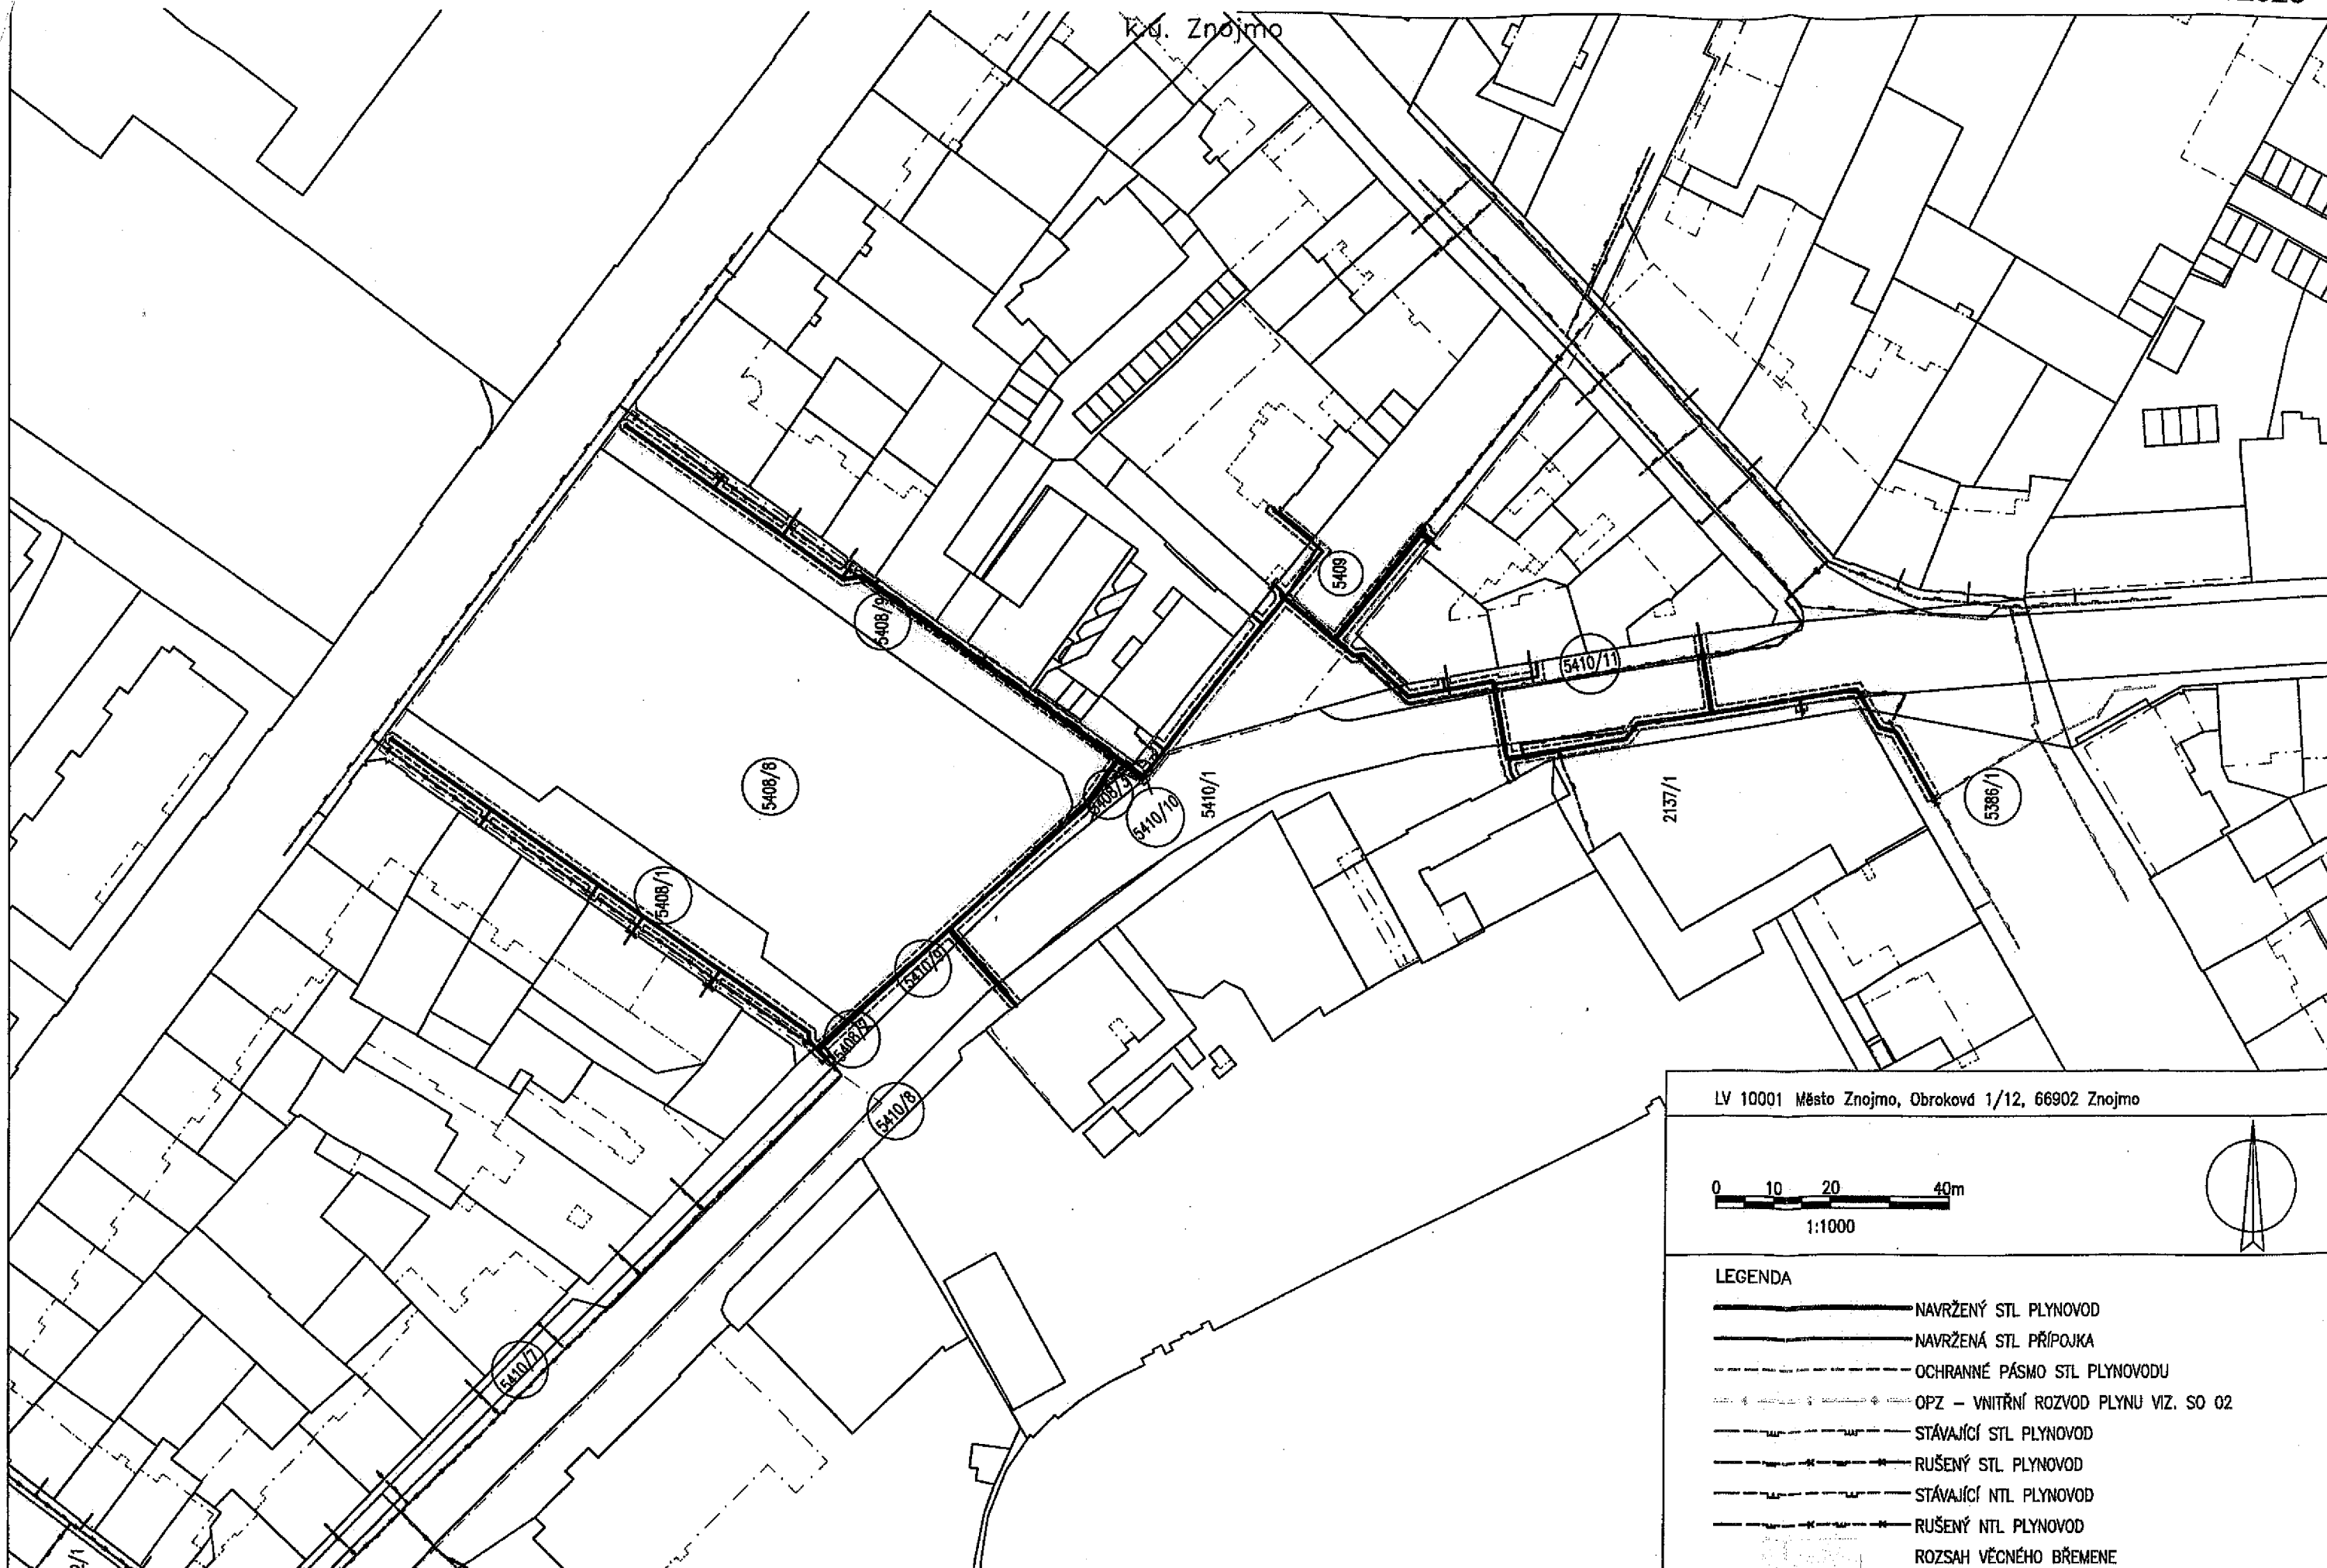 k.ú. Znojmo
5409
5408/9
5410/11
5408/8
5408/3
5410/10
5410/1
2137/1
5386/1
5408/1
5410/9
5410/8
5410/7
LV 10001 Město Znojmo, Obroková 1/12, 66902 Znojmo
0 10 20 40m
1:1000
LEGENDA
NAVRŽENÝ STL PLYNOVOD
NAVRŽENÁ STL PŘÍPOJKA
OCHRANNÉ PÁSMO STL PLYNOVODU
OPZ – VNITŘNÍ ROZVOD PLYNU VIZ. SO 02
STÁVAJÍCÍ STL PLYNOVOD
RUŠENÝ STL PLYNOVOD
STÁVAJÍCÍ NTL PLYNOVOD
RUŠENÝ NTL PLYNOVOD
ROZSAH VĚCNÉHO BŘEMENE